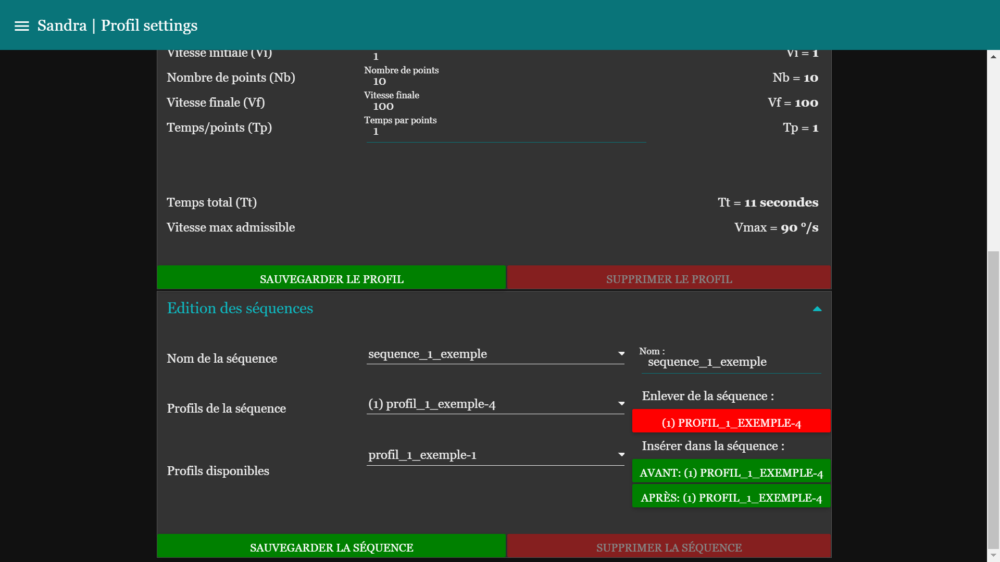 Sandra | Profil settings
Vitesse initiale (Vi) 1 Vi = 1
Nombre de points
Nombre de points (Nb) 10 Nb = 10
Vitesse finale
Vitesse finale (Vf) 100 Vf = 100
Temps par points
Temps/points (Tp) 1 Tp = 1
Temps total (Tt) Tt = 11 secondes
Vitesse max admissible Vmax = 90 °/s
SAUVEGARDER LE PROFIL SUPPRIMER LE PROFIL
Edition des séquences
Nom :
Nom de la séquence sequence_1_exemple sequence_1_exemple
Enlever de la séquence :
Profils de la séquence (1) profil_1_exemple-4
(1) PROFIL_1_EXEMPLE-4
Insérer dans la séquence :
Profils disponibles profil_1_exemple-1
AVANT: (1) PROFIL_1_EXEMPLE-4
APRÈS: (1) PROFIL_1_EXEMPLE-4
SAUVEGARDER LA SÉQUENCE SUPPRIMER LA SÉQUENCE